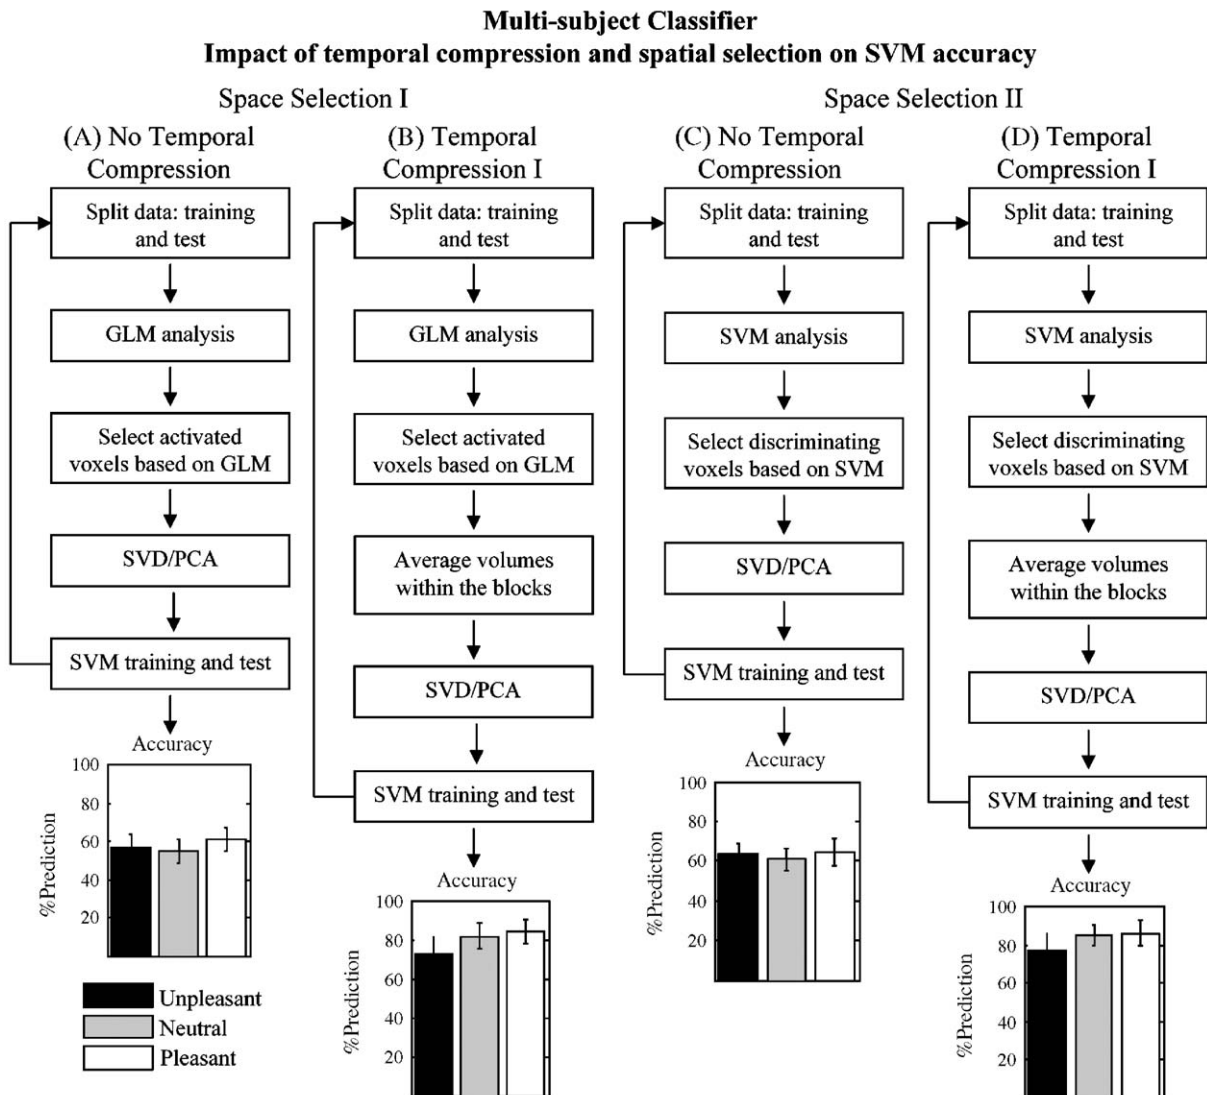 Multi-subject Classifier
Impact of temporal compression and spatial selection on SVM accuracy
Space Selection I
(A) No Temporal
Compression
Split data: training
and test
GLM analysis
Select activated
voxels based on GLM
SVD/PCA
SVM training and test
Accuracy
100
80
60
40
20
%Prediction
Unpleasant
Neutral
Pleasant
(B) Temporal
Compression I
Split data: training
and test
GLM analysis
Select activated
voxels based on GLM
Average volumes
within the blocks
SVD/PCA
SVM training and test
Accuracy
100
80
60
40
20
%Prediction
Space Selection II
(C) No Temporal
Compression
Split data: training
and test
SVM analysis
Select discriminating
voxels based on SVM
SVD/PCA
SVM training and test
Accuracy
100
80
60
40
20
%Prediction
(D) Temporal
Compression I
Split data: training
and test
SVM analysis
Select discriminating
voxels based on SVM
Average volumes
within the blocks
SVD/PCA
SVM training and test
Accuracy
100
80
60
40
20
%Prediction